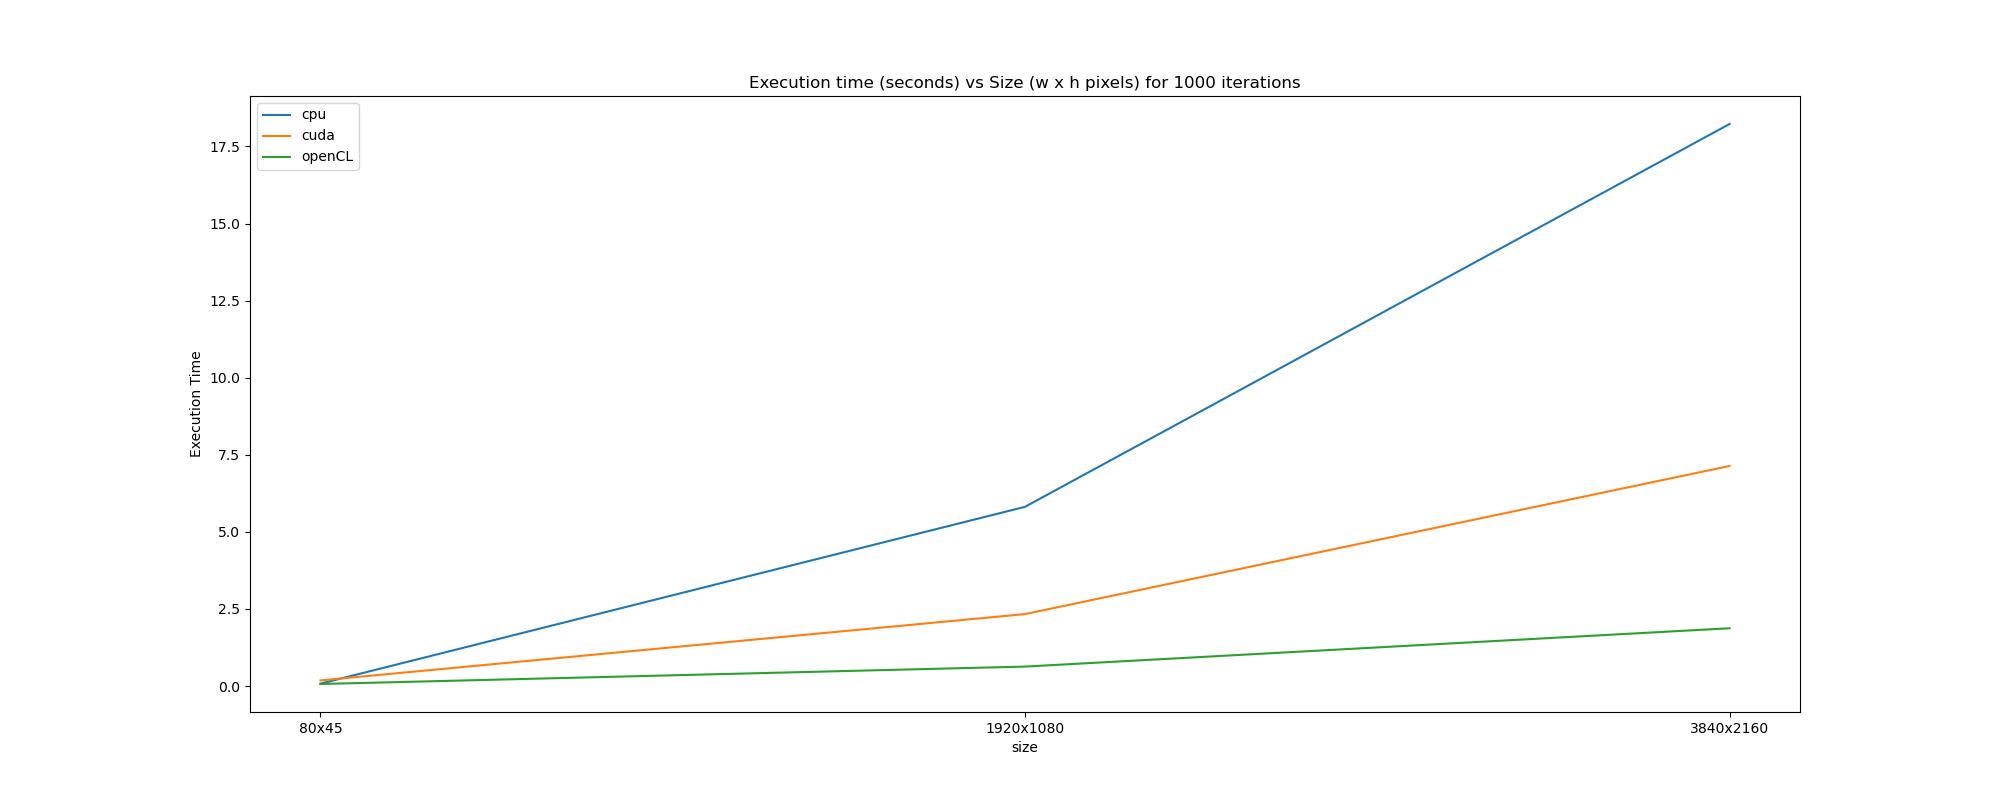 Execution time (seconds) vs Size (w x h pixels) for 1000 iterations
cpu
cuda
openCL
17.5
15.0
12.5
10.0
7.5
5.0
2.5
0.0
Execution Time
80x45
1920x1080
3840x2160
size